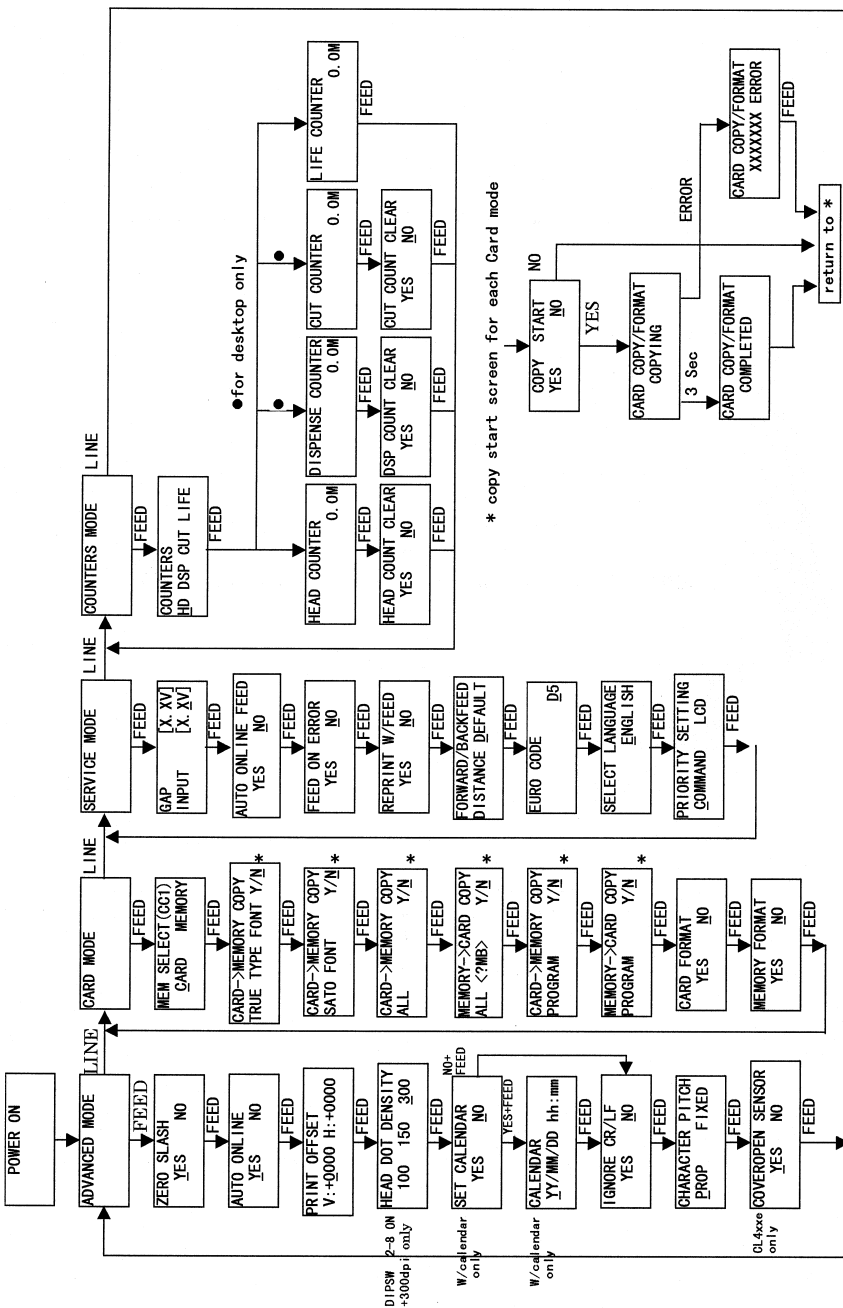 POWER ON
ADVANCED MODE
LINE
FEED
ZERO SLASH
YES NO
FEED
AUTO ONLINE
YES NO
FEED
PRINT OFFSET
V:+0000 H:+0000
FEED
DIPSW 2-8 ON
+300dpi only
HEAD DOT DENSITY
100 150 300
FEED
W/calendar
only
SET CALENDAR
YES NO
NO+
FEED
YES+FEED
W/calendar
only
CALENDAR
YY/MM/DD hh:mm
FEED
IGNORE CR/LF
YES NO
FEED
CHARACTER PITCH
PROP FIXED
FEED
CL4xxe
only
COVEROPEN SENSOR
YES NO
FEED
CARD MODE
LINE
FEED
MEM SELECT(CC1)
CARD MEMORY
FEED
CARD->MEMORY COPY
TRUE TYPE FONT Y/N
*
FEED
CARD->MEMORY COPY
SATO FONT Y/N
*
FEED
CARD->MEMORY COPY
ALL Y/N
*
FEED
MEMORY->CARD COPY
ALL <?MB> Y/N
*
FEED
CARD->MEMORY COPY
PROGRAM Y/N
*
FEED
MEMORY->CARD COPY
PROGRAM Y/N
*
FEED
CARD FORMAT
YES NO
FEED
MEMORY FORMAT
YES NO
FEED
SERVICE MODE
LINE
FEED
GAP [X.XV]
INPUT [X.XV]
FEED
AUTO ONLINE FEED
YES NO
FEED
FEED ON ERROR
YES NO
FEED
REPRINT W/FEED
YES NO
FEED
FORWARD/BACKFEED
DISTANCE DEFAULT
FEED
EURO CODE
D5
FEED
SELECT LANGUAGE
ENGLISH
FEED
PRIORITY SETTING
COMMAND LCD
FEED
COUNTERS MODE
LINE
FEED
COUNTERS
HD DSP CUT LIFE
FEED
●for desktop only
HEAD COUNTER
0.0M
FEED
HEAD COUNT CLEAR
YES NO
FEED
DISPENSE COUNTER
0.0M
FEED
DSP COUNT CLEAR
YES NO
FEED
CUT COUNTER
0.0M
FEED
CUT COUNT CLEAR
YES NO
FEED
LIFE COUNTER
0.0M
FEED
* copy start screen for each Card mode
COPY START
YES NO
NO
YES
CARD COPY/FORMAT
COPYING
ERROR
3 Sec
CARD COPY/FORMAT
COMPLETED
CARD COPY/FORMAT
XXXXXXX ERROR
FEED
return to *